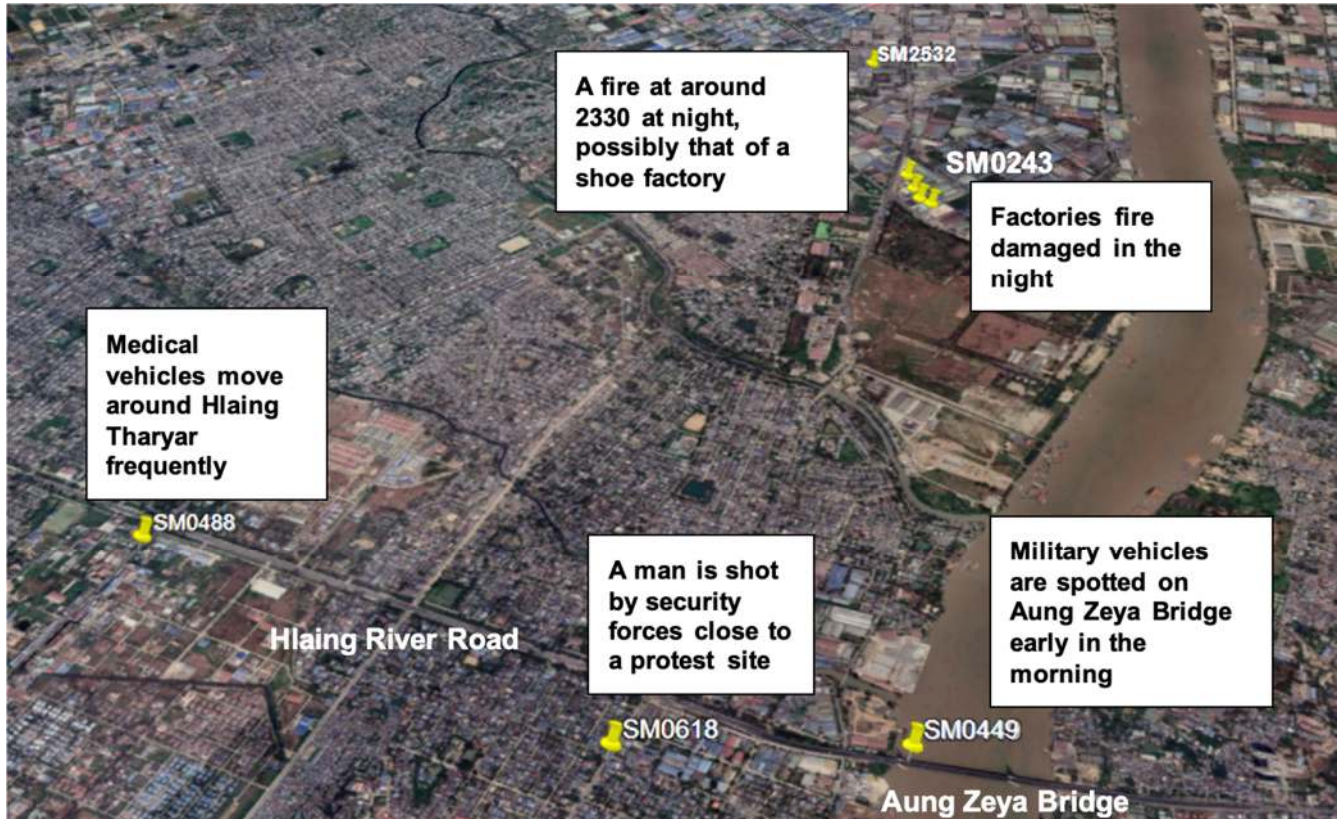 SM2532
A fire at around
2330 at night,
possibly that of a
shoe factory
SM0243
Factories fire
damaged in the
night
Medical
vehicles move
around Hlaing
Tharyar
frequently
SM0488
A man is shot
by security
forces close to
a protest site
Military vehicles
are spotted on
Aung Zeya Bridge
early in the
morning
Hlaing River Road
SM0618
SM0449
Aung Zeya Bridge